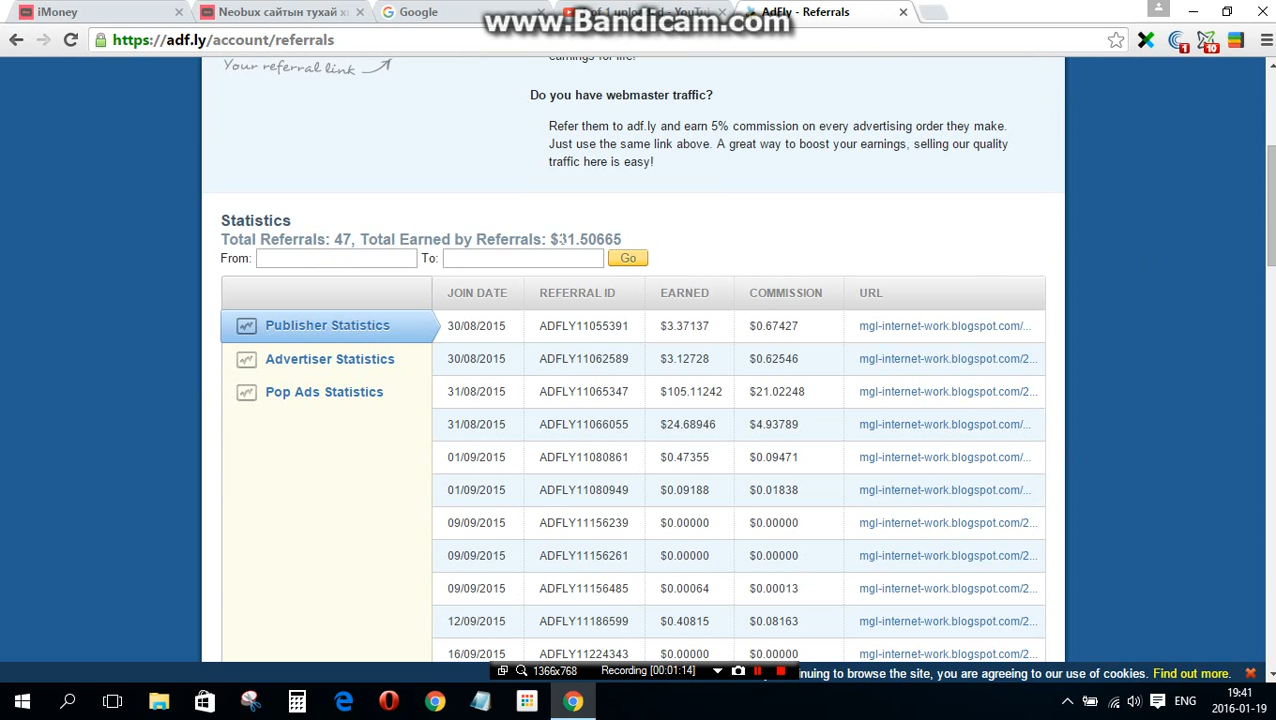 iMoney
Neobux сайтын тухай
Google
AdFly - Referrals
www.Bandicam.com
https://adf.ly/account/referrals
1
10
earnings for life!
Your referral link
Do you have webmaster traffic?
Refer them to adf.ly and earn 5% commission on every advertising order they make.
Just use the same link above. A great way to boost your earnings, selling our quality
traffic here is easy!
Statistics
Total Referrals: 47, Total Earned by Referrals: $31.50665
From: To: Go
JOIN DATE REFERRAL ID EARNED COMMISSION URL
Publisher Statistics 30/08/2015 ADFLY11055391 $3.37137 $0.67427 mgl-internet-work.blogspot.com/...
Advertiser Statistics 30/08/2015 ADFLY11062589 $3.12728 $0.62546 mgl-internet-work.blogspot.com/2...
Pop Ads Statistics 31/08/2015 ADFLY11065347 $105.11242 $21.02248 mgl-internet-work.blogspot.com/2...
31/08/2015 ADFLY11066055 $24.68946 $4.93789 mgl-internet-work.blogspot.com/2...
01/09/2015 ADFLY11080861 $0.47355 $0.09471 mgl-internet-work.blogspot.com/...
01/09/2015 ADFLY11080949 $0.09188 $0.01838 mgl-internet-work.blogspot.com/...
09/09/2015 ADFLY11156239 $0.00000 $0.00000 mgl-internet-work.blogspot.com/2...
09/09/2015 ADFLY11156261 $0.00000 $0.00000 mgl-internet-work.blogspot.com/2...
09/09/2015 ADFLY11156485 $0.00064 $0.00013 mgl-internet-work.blogspot.com/2...
12/09/2015 ADFLY11186599 $0.40815 $0.08163 mgl-internet-work.blogspot.com/2...
16/09/2015 ADFLY11224343 $0.00000 $0.00000 mgl-internet-work.blogspot.com/2...
1366x768 Recording [00:01:14]
nuing to browse the site, you are agreeing to our use of cookies. Find out more.
ENG
19:41
2016-01-19